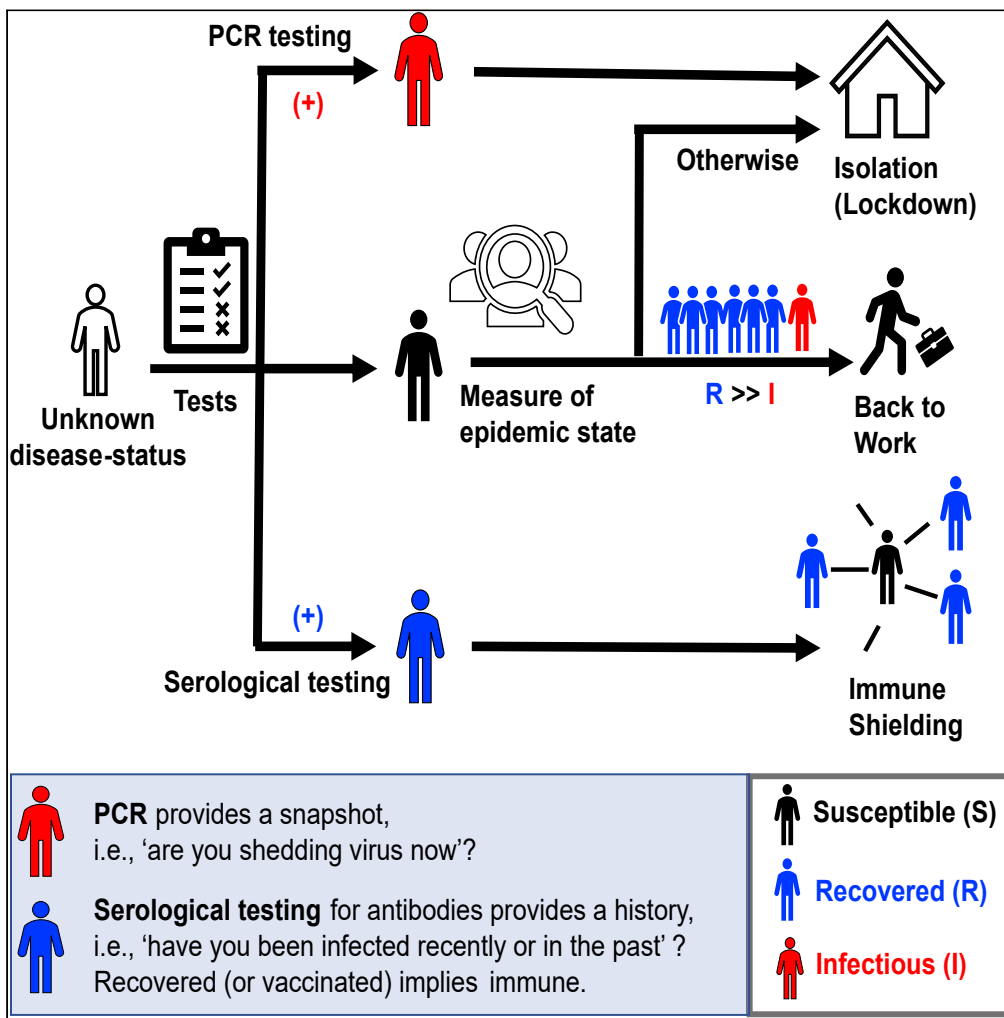 PCR testing
(+)
Otherwise
Isolation
(Lockdown)
Unknown
disease-status
Tests
Measure of
epidemic state
R >> I
Back to
Work
(+)
Serological testing
Immune
Shielding
PCR provides a snapshot,
i.e., ‘are you shedding virus now’?
Serological testing for antibodies provides a history,
i.e., ‘have you been infected recently or in the past’ ?
Recovered (or vaccinated) implies immune.
Susceptible (S)
Recovered (R)
Infectious (I)